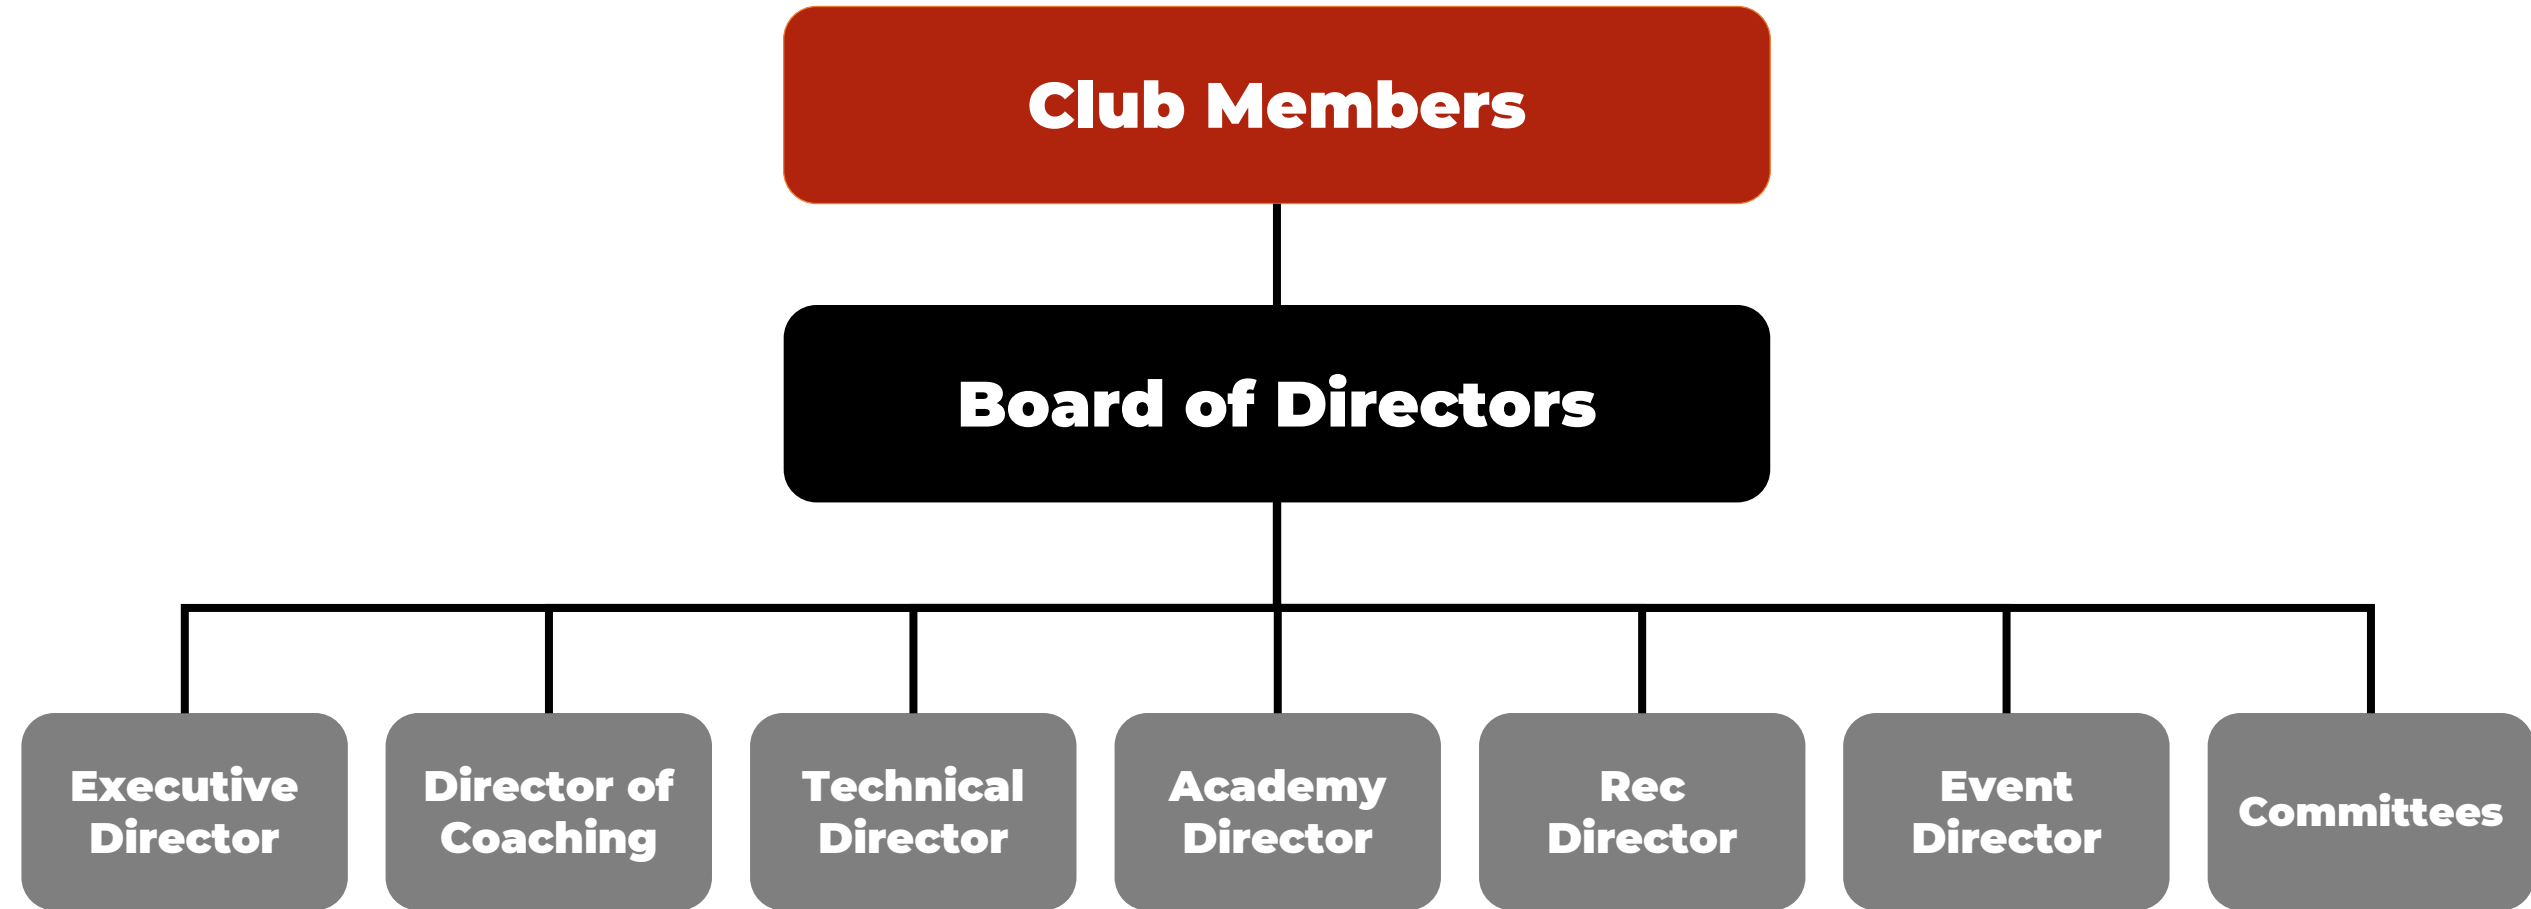 Club Members
Board of Directors
Executive
Director
Director of
Coaching
Technical
Director
Academy
Director
Rec
Director
Event
Director
Committees